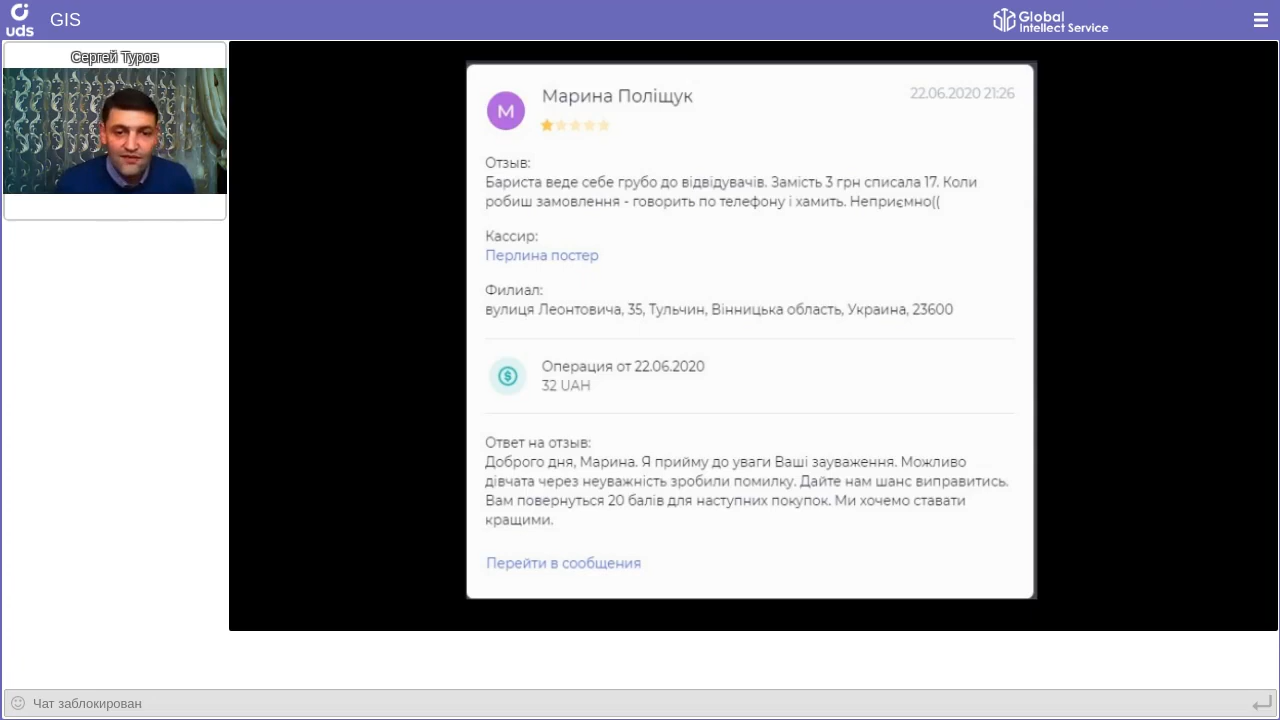 uds
GIS
Global
Intellect Service
Сергей Туров
М
Марина Поліщук
22.06.2020 21:26
Отзыв:
Бариста веде себе грубо до відвідувачів. Замість 3 грн списала 17. Коли
робиш замовлення - говорить по телефону і хамить. Неприємно((
Кассир:
Перлина постер
Филиал:
вулиця Леонтовича, 35, Тульчин, Вінницька область, Украина, 23600
Операция от 22.06.2020
32 UAH
Ответ на отзыв:
Доброго дня, Марина. Я прийму до уваги Ваші зауваження. Можливо
дівчата через неуважність зробили помилку. Дайте нам шанс виправитись.
Вам повернуться 20 балів для наступних покупок. Ми хочемо ставати
кращими.
Перейти в сообщения
Чат заблокирован